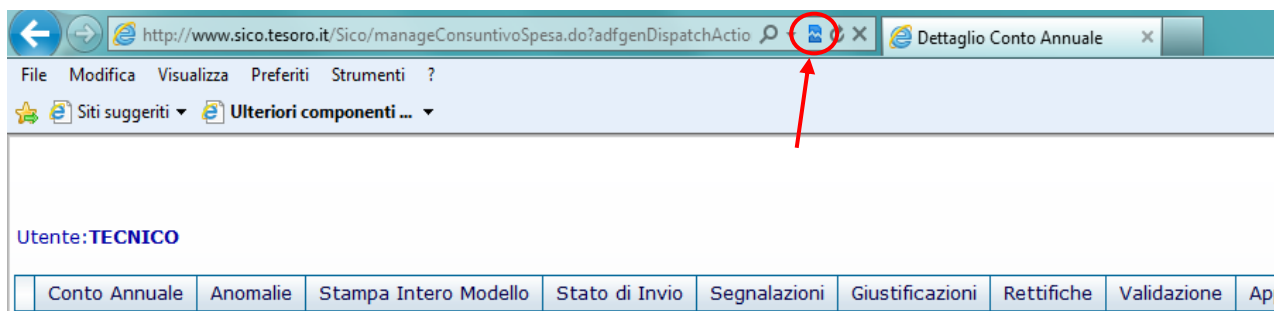 http://www.sico.tesoro.it/Sico/manageConsuntivoSpesa.do?adfgenDispatchActio
Dettaglio Conto Annuale
File Modifica Visualizza Preferiti Strumenti ?
Siti suggeriti Ulteriori componenti ...
Utente:TECNICO
Conto Annuale Anomalie Stampa Intero Modello Stato di Invio Segnalazioni Giustificazioni Rettifiche Validazione Ap